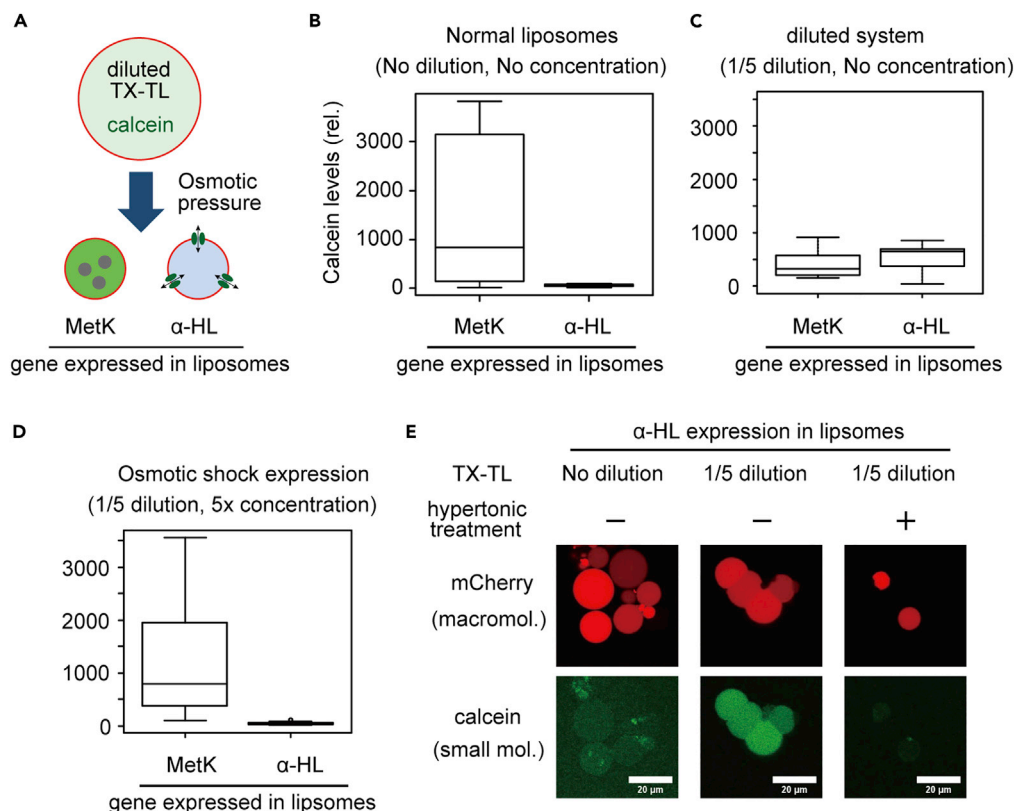 A
diluted
TX-TL
calcein
Osmotic
pressure
MetK α-HL
gene expressed in liposomes
B
Normal liposomes
(No dilution, No concentration)
Calcein levels (rel.)
3000
2000
1000
0
MetK α-HL
gene expressed in liposomes
C
diluted system
(1/5 dilution, No concentration)
3000
2000
1000
0
MetK α-HL
gene expressed in liposomes
D
Osmotic shock expression
(1/5 dilution, 5x concentration)
3000
2000
1000
0
MetK α-HL
gene expressed in lipsomes
E
α-HL expression in lipsomes
TX-TL No dilution 1/5 dilution 1/5 dilution
hypertonic
treatment − − +
mCherry
(macromol.)
calcein
(small mol.)
20 μm 20 μm 20 μm